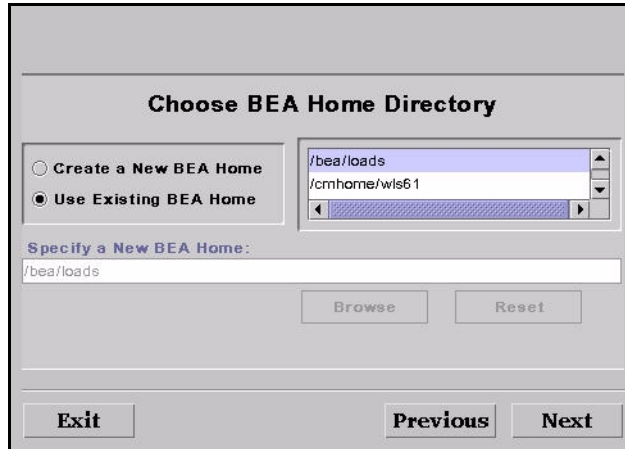 Choose BEA Home Directory
Create a New BEA Home
Use Existing BEA Home
/bea/loads
/cmhome/wls61
Specify a New BEA Home:
/bea/loads
Browse
Reset
Exit
Previous
Next